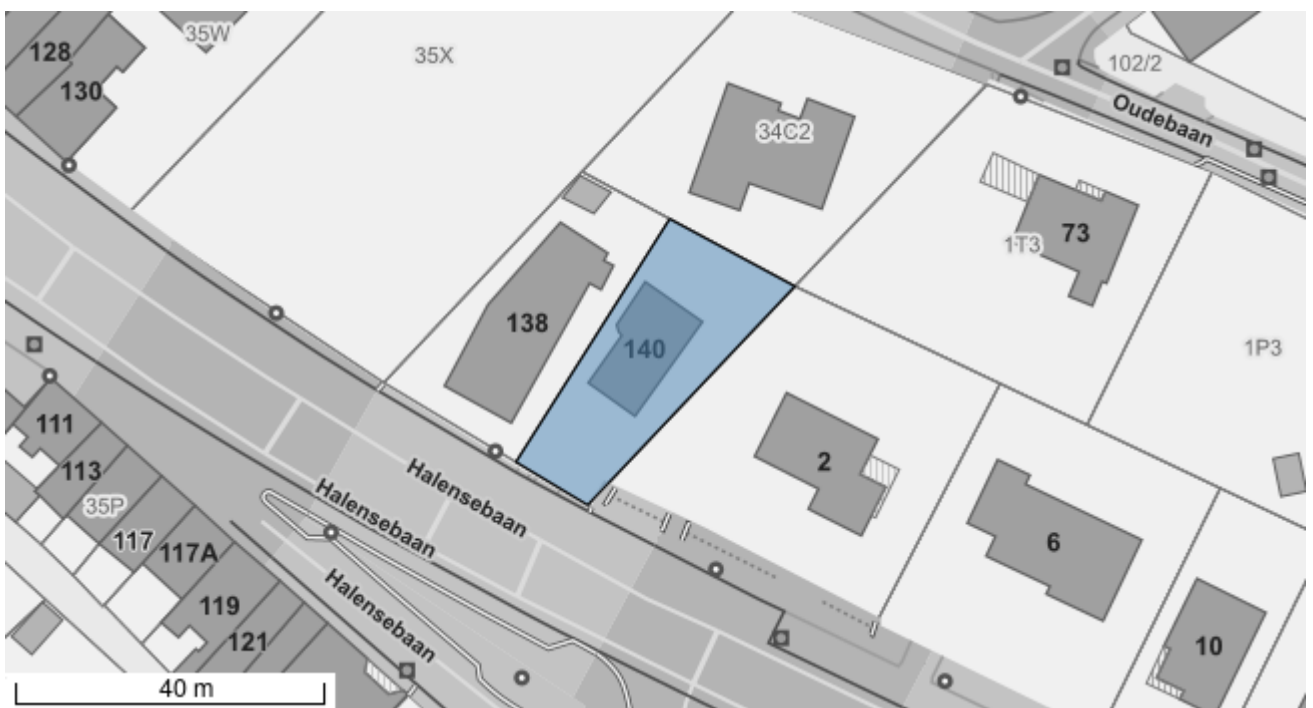 35W
128
35X
102/2
130
Oudebaan
34C2
73
1T3
138
140
1P3
111
2
Halensebaan
113
Halensebaan
35P
117
117A
6
Halensebaan
119
121
10
40 m